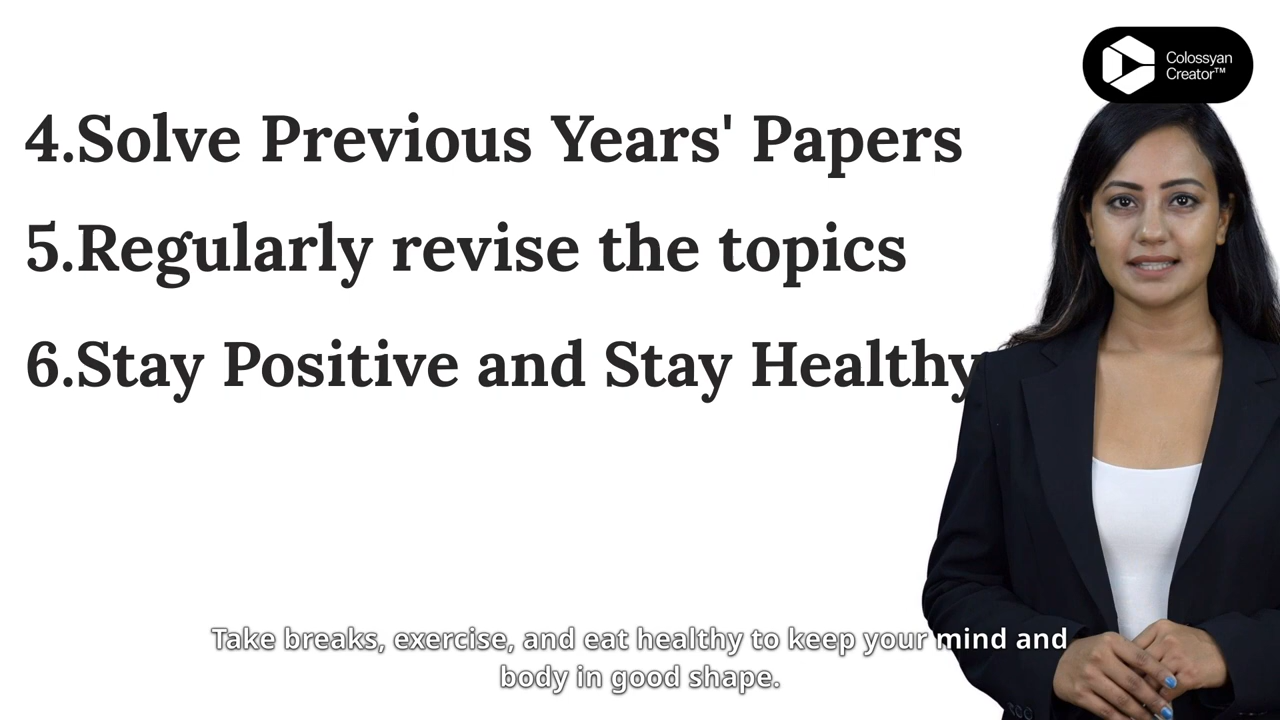 Colossyan
Creator™
4.Solve Previous Years' Papers
5.Regularly revise the topics
6.Stay Positive and Stay Healthy
Take breaks, exercise, and eat healthy to keep your mind and
body in good shape.